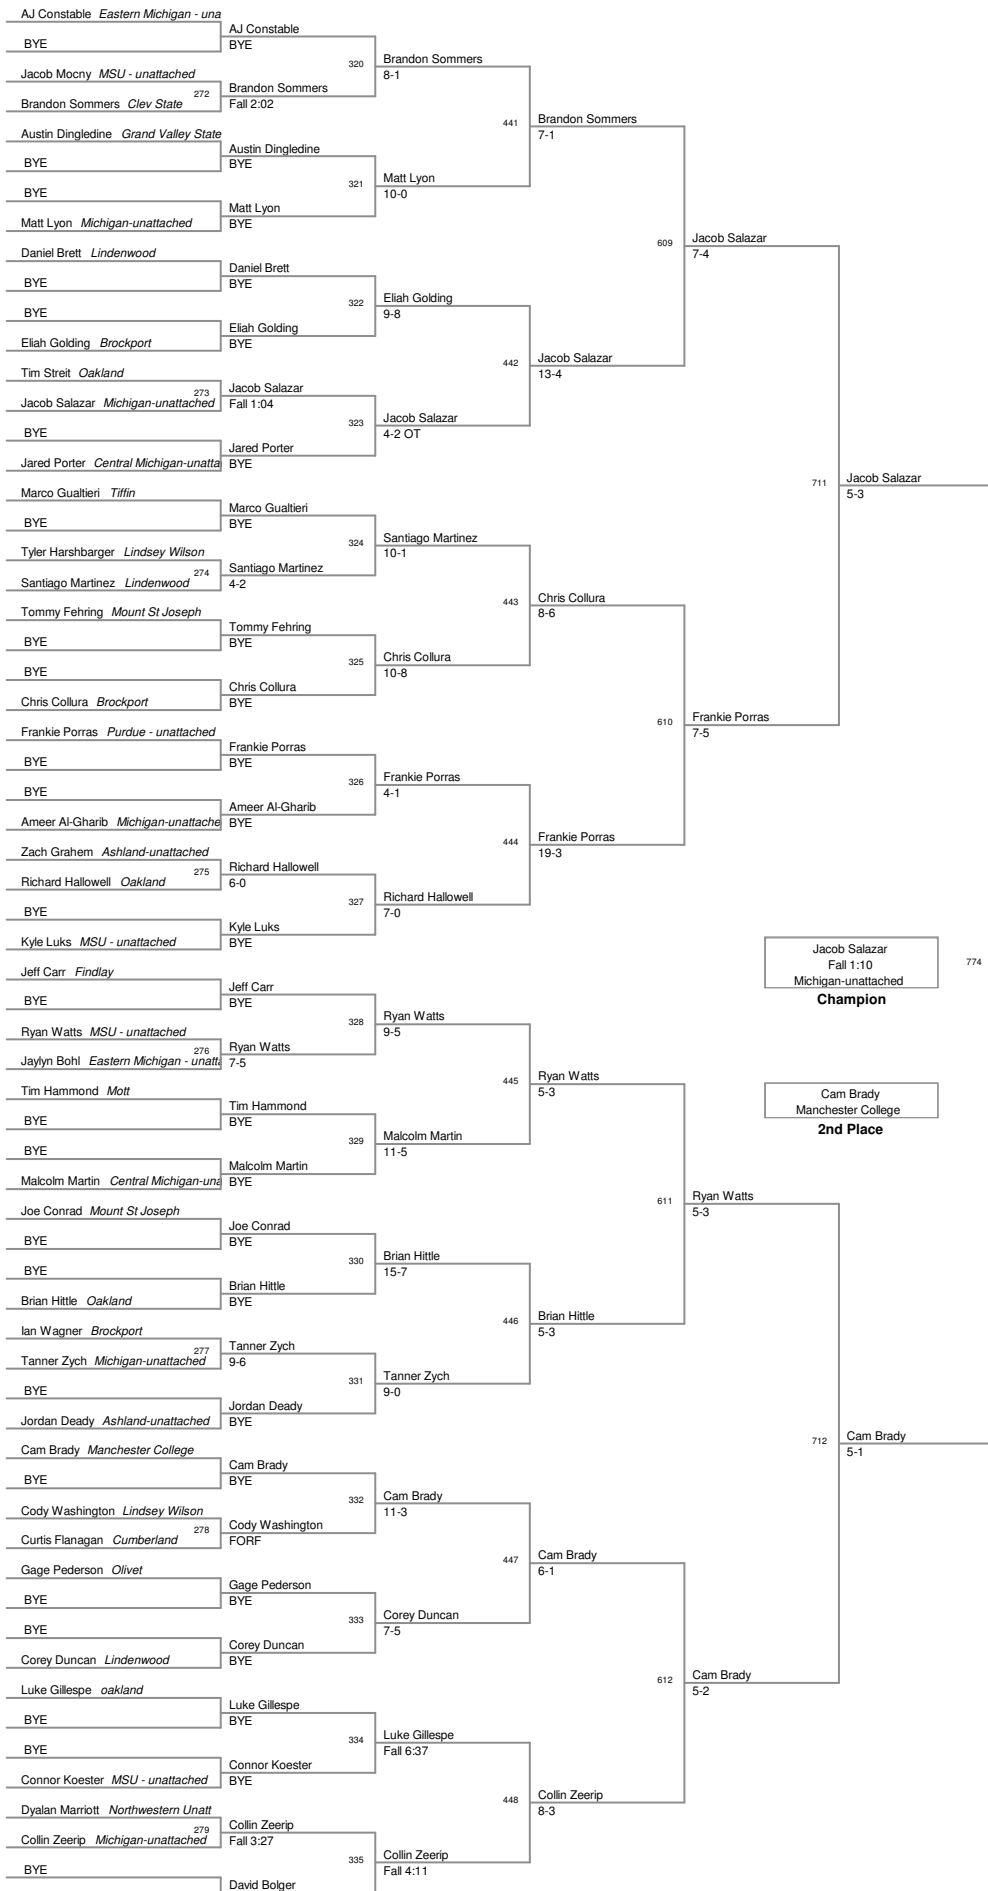 AJ Constable Eastern Michigan - una
AJ Constable
BYE
BYE
320
Brandon Sommers
8-1
Jacob Mocny MSU - unattached
272
Brandon Sommers
Brandon Sommers Clev State
Fall 2:02
441
Brandon Sommers
7-1
Austin Dingledine Grand Valley State
Austin Dingledine
BYE
BYE
321
Matt Lyon
10-0
BYE
Matt Lyon
Matt Lyon Michigan-unattached
BYE
609
Jacob Salazar
7-4
Daniel Brett Lindenwood
Daniel Brett
BYE
BYE
322
Eliah Golding
9-8
BYE
Eliah Golding
Eliah Golding Brockport
BYE
442
Jacob Salazar
13-4
Tim Streit Oakland
273
Jacob Salazar
Jacob Salazar Michigan-unattached
Fall 1:04
323
Jacob Salazar
4-2 OT
BYE
Jared Porter
Jared Porter Central Michigan-unatta
BYE
711
Jacob Salazar
5-3
Marco Gualtieri Tiffin
Marco Gualtieri
BYE
BYE
324
Santiago Martinez
10-1
Tyler Harshbarger Lindsey Wilson
274
Santiago Martinez
Santiago Martinez Lindenwood
4-2
443
Chris Collura
8-6
Tommy Fehring Mount St Joseph
Tommy Fehring
BYE
BYE
325
Chris Collura
10-8
BYE
Chris Collura
Chris Collura Brockport
BYE
610
Frankie Porras
7-5
Frankie Porras Purdue - unattached
Frankie Porras
BYE
BYE
326
Frankie Porras
4-1
BYE
Ameer Al-Gharib
Ameer Al-Gharib Michigan-unattache
BYE
444
Frankie Porras
19-3
Zach Grahem Ashland-unattached
275
Richard Hallowell
Richard Hallowell Oakland
6-0
327
Richard Hallowell
7-0
BYE
Kyle Luks
Kyle Luks MSU - unattached
BYE
Jacob Salazar
Fall 1:10
Michigan-unattached
Champion
774
Jeff Carr Findlay
Jeff Carr
BYE
BYE
328
Ryan Watts
9-5
Ryan Watts MSU - unattached
276
Ryan Watts
Jaylyn Bohl Eastern Michigan - unatta
7-5
445
Ryan Watts
5-3
Cam Brady
Manchester College
2nd Place
Tim Hammond Mott
Tim Hammond
BYE
BYE
329
Malcolm Martin
11-5
BYE
Malcolm Martin
Malcolm Martin Central Michigan-una
BYE
611
Ryan Watts
5-3
Joe Conrad Mount St Joseph
Joe Conrad
BYE
BYE
330
Brian Hittle
15-7
BYE
Brian Hittle
Brian Hittle Oakland
BYE
446
Brian Hittle
5-3
Ian Wagner Brockport
277
Tanner Zych
Tanner Zych Michigan-unattached
9-6
331
Tanner Zych
9-0
BYE
Jordan Deady
Jordan Deady Ashland-unattached
BYE
712
Cam Brady
5-1
Cam Brady Manchester College
Cam Brady
BYE
BYE
332
Cam Brady
11-3
Cody Washington Lindsey Wilson
278
Cody Washington
Curtis Flanagan Cumberland
FORF
447
Cam Brady
6-1
Gage Pederson Olivet
Gage Pederson
BYE
BYE
333
Corey Duncan
7-5
BYE
Corey Duncan
Corey Duncan Lindenwood
BYE
612
Cam Brady
5-2
Luke Gillespe oakland
Luke Gillespe
BYE
BYE
334
Luke Gillespe
Fall 6:37
BYE
Connor Koester
Connor Koester MSU - unattached
BYE
448
Collin Zeerip
8-3
Dyalan Marriott Northwestern Unatt
279
Collin Zeerip
Collin Zeerip Michigan-unattached
Fall 3:27
335
Collin Zeerip
Fall 4:11
BYE
David Bolger